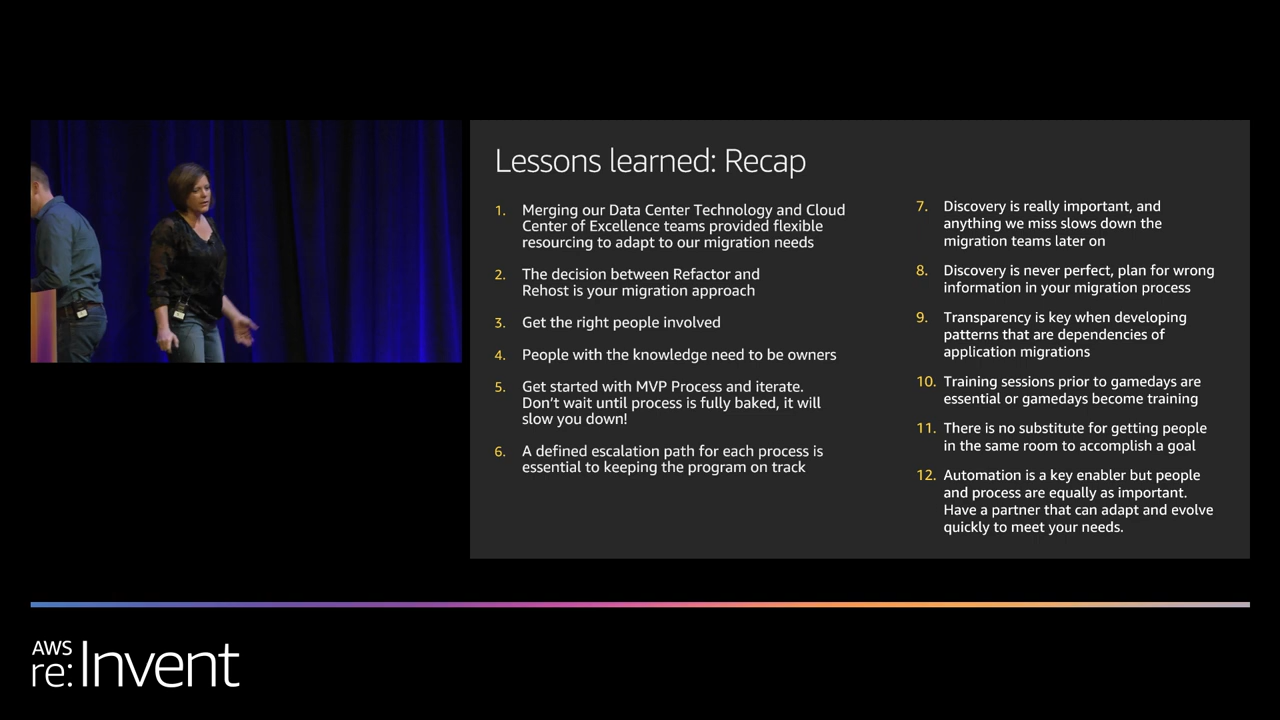 Lessons learned: Recap
1. Merging our Data Center Technology and Cloud
Center of Excellence teams provided flexible
resourcing to adapt to our migration needs
2. The decision between Refactor and
Rehost is your migration approach
3. Get the right people involved
4. People with the knowledge need to be owners
5. Get started with MVP Process and iterate.
Don't wait until process is fully baked, it will
slow you down!
6. A defined escalation path for each process is
essential to keeping the program on track
7. Discovery is really important, and
anything we miss slows down the
migration teams later on
8. Discovery is never perfect, plan for wrong
information in your migration process
9. Transparency is key when developing
patterns that are dependencies of
application migrations
10. Training sessions prior to gamedays are
essential or gamedays become training
11. There is no substitute for getting people
in the same room to accomplish a goal
12. Automation is a key enabler but people
and process are equally as important.
Have a partner that can adapt and evolve
quickly to meet your needs.
AWS
re:Invent